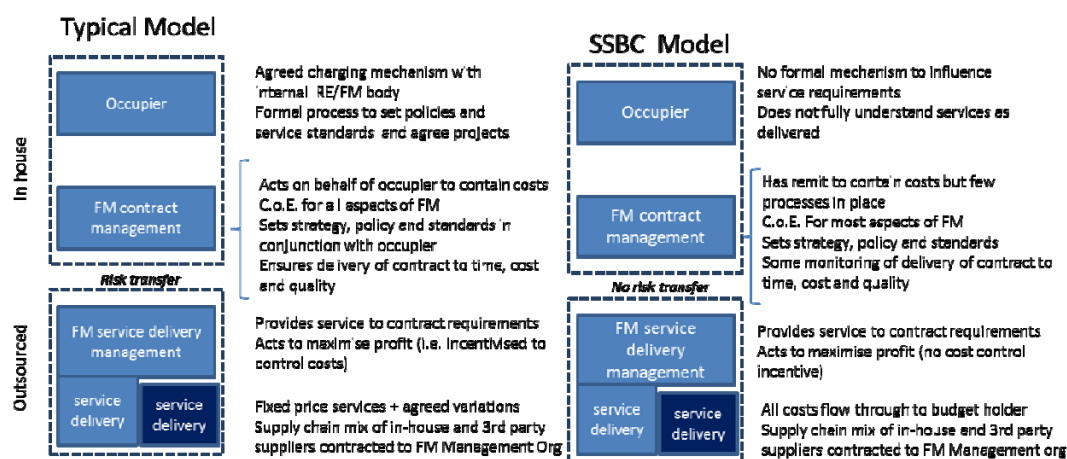 Typical Model
In house
Occupier
Agreed charging mechanism with
internal RE/FM body
Formal process to set policies and
service standards and agree projects
FM contract
management
Acts on behalf of occupier to contain costs
C.o.E. for all aspects of FM
Sets strategy, policy and standards in
conjunction with occupier
Ensures delivery of contract to time, cost
and quality
Risk transfer
Outsourced
FM service delivery
management
Provides service to contract requirements
Acts to maximise profit (i.e. Incentivised to
control costs)
service
delivery
service
delivery
Fixed price services + agreed variations
Supply chain mix of in-house and 3rd party
suppliers contracted to FM Management Org
SSBC Model
Occupier
No formal mechanism to influence
service requirements
Does not fully understand services as
delivered
FM contract
management
Has remit to contain costs but few
processes in place
C.o.E. For most aspects of FM
Sets strategy, policy and standards
Some monitoring of delivery of contract to
time, cost and quality
No risk transfer
FM service
delivery
management
Provides service to contract requirements
Acts to maximise profit (no cost control
incentive)
service
delivery
service
delivery
All costs flow through to budget holder
Supply chain mix of in-house and 3rd party
suppliers contracted to FM Management org